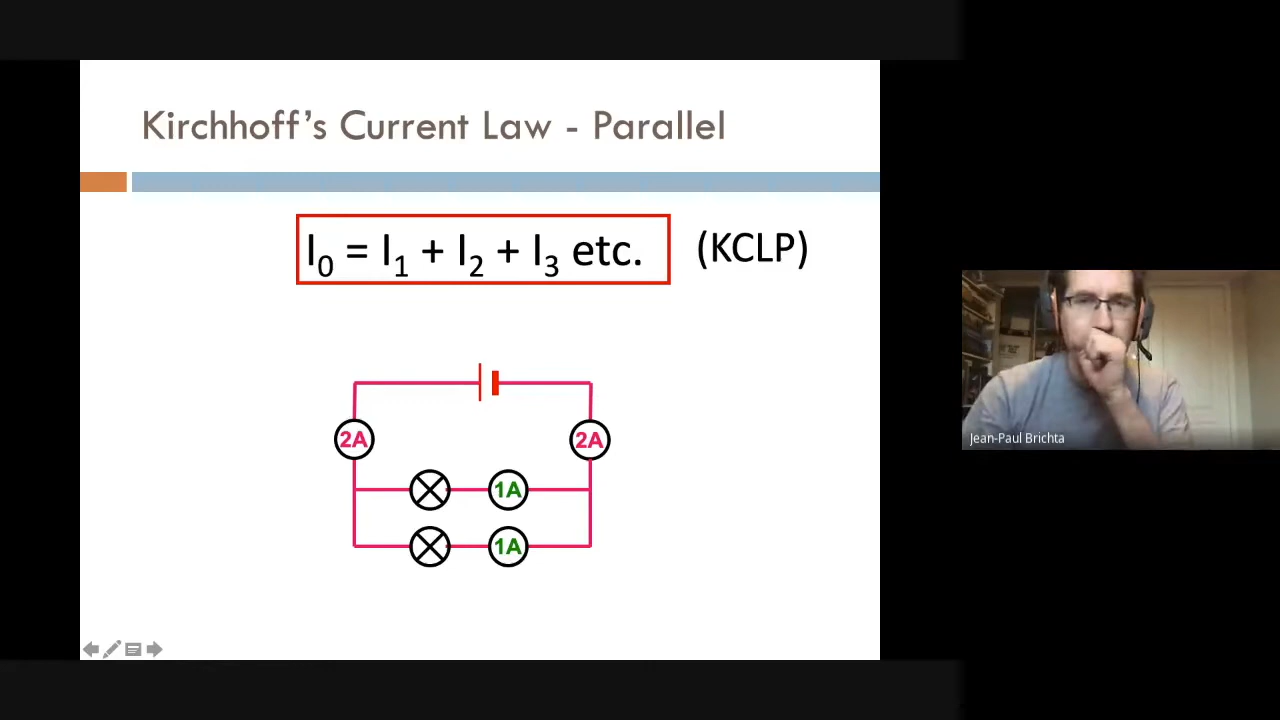 Kirchhoff's Current Law - Parallel
I₀ = I₁ + I₂ + I₃ etc. (KCLP)
2A 2A
1A
1A
Jean-Paul Brichta